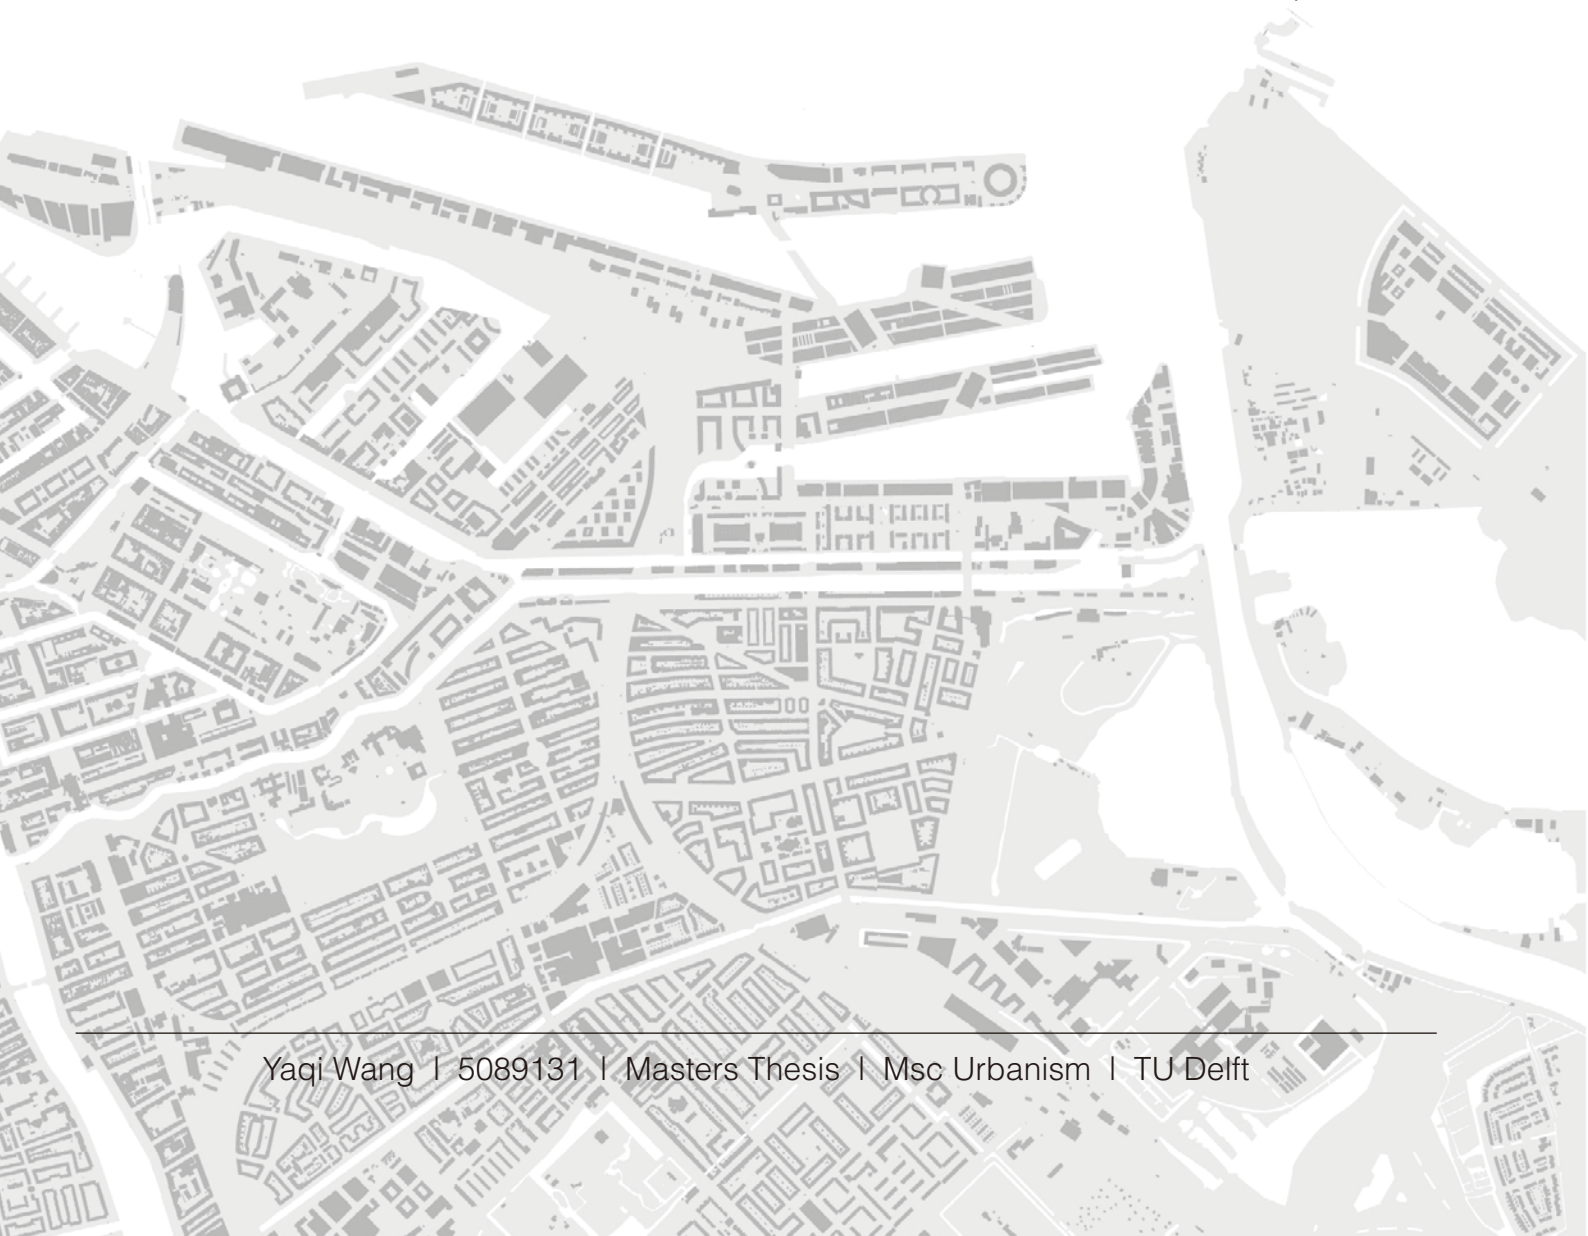 Yaqi Wang | 5089131 | Masters Thesis | Msc Urbanism | TU Delft